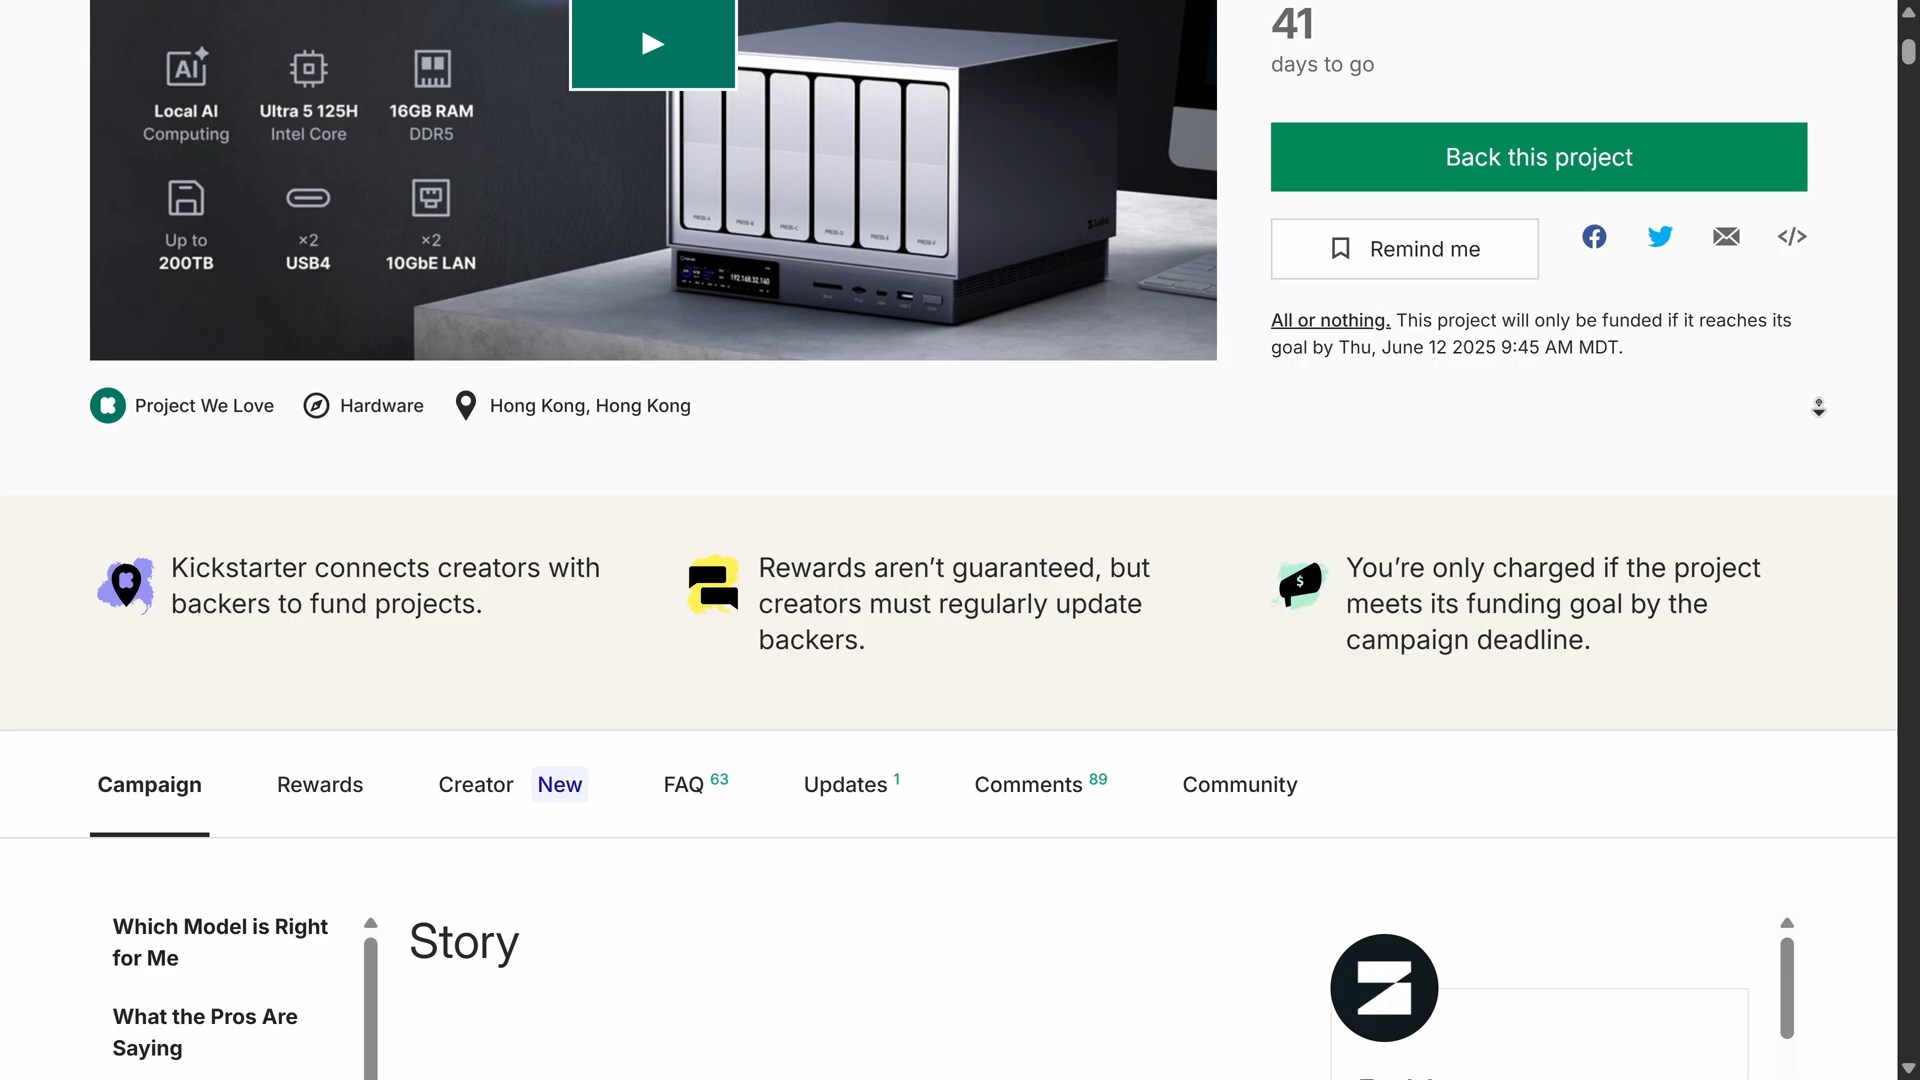 41
days to go
AI
Local AI
Computing
Ultra 5 125H
Intel Core
16GB RAM
DDR5
Up to
200TB
×2
USB4
×2
10GbE LAN
192.168.32.140
Back this project
Remind me
</>
All or nothing. This project will only be funded if it reaches its
goal by Thu, June 12 2025 9:45 AM MDT.
Project We Love
Hardware
Hong Kong, Hong Kong
Kickstarter connects creators with
backers to fund projects.
Rewards aren’t guaranteed, but
creators must regularly update
backers.
$
You’re only charged if the project
meets its funding goal by the
campaign deadline.
Campaign
Rewards
Creator New
FAQ 63
Updates 1
Comments 89
Community
Which Model is Right
for Me
What the Pros Are
Saying
Story